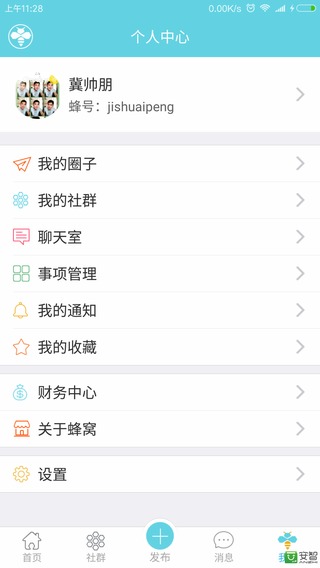 上午11:28
0.00K/s
个人中心
冀帅朋
蜂号：jishuaipeng
我的圈子
我的社群
聊天室
事项管理
我的通知
我的收藏
财务中心
关于蜂窝
设置
首页 社群 发布 消息 我
安智